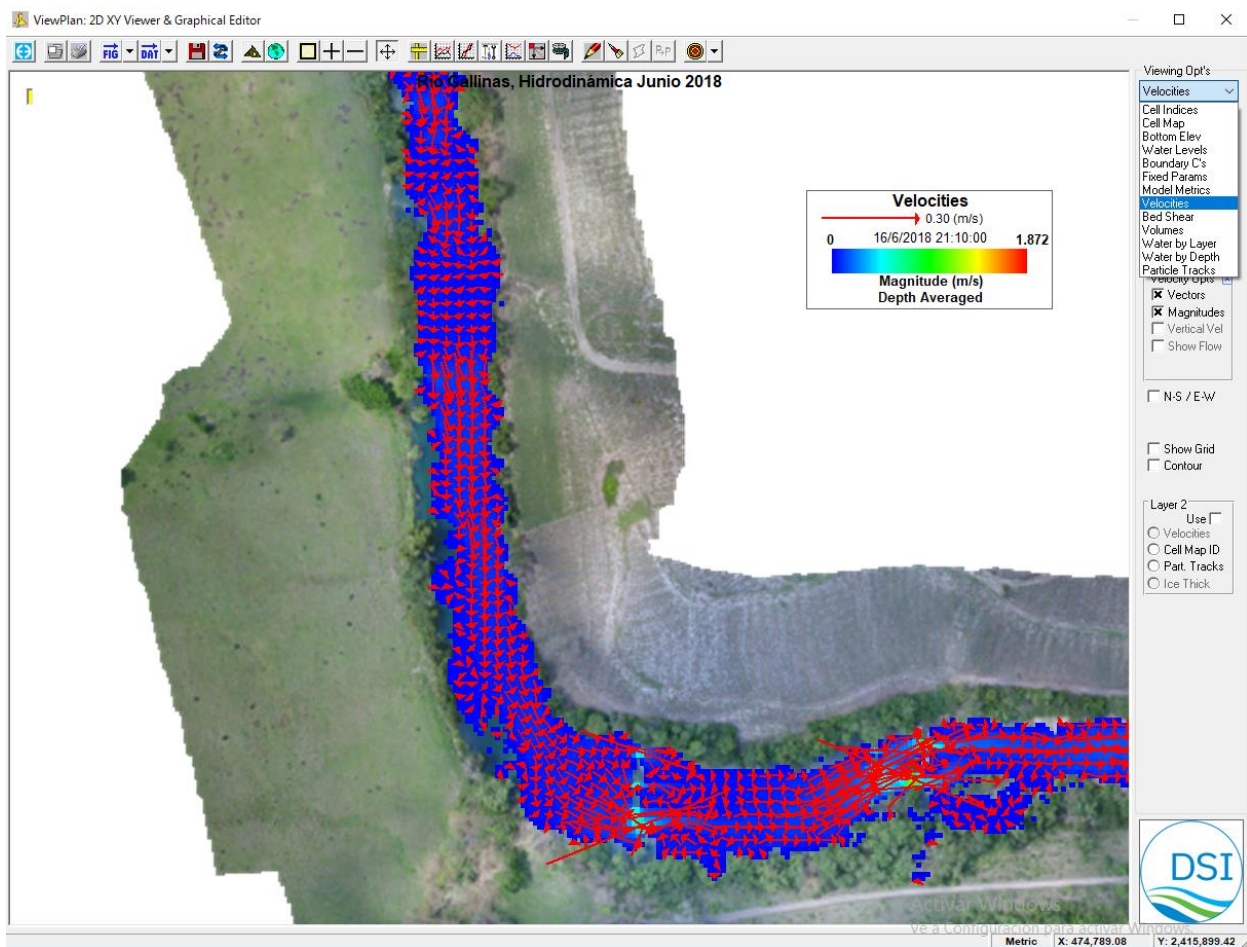 ViewPlan: 2D XY Viewer & Graphical Editor
FIG
DAT
P2P
Río Gallinas, Hidrodinámica Junio 2018
Velocities
0.30 (m/s)
0 16/6/2018 21:10:00 1.872
Magnitude (m/s)
Depth Averaged
Viewing Opt's
Velocities
Cell Indices
Cell Map
Bottom Elev
Water Levels
Boundary C's
Fixed Params
Model Metrics
Velocities
Bed Shear
Volumes
Water by Layer
Water by Depth
Particle Tracks
Velocity Opts
Vectors
Magnitudes
Vertical Vel
Show Flow
N-S / E-W
Show Grid
Contour
Layer 2
Use
Velocities
Cell Map ID
Part. Tracks
Ice Thick
DSI
Activar Windows
Ve a Configuración para activar Windows.
Metric X: 474,789.08 Y: 2,415,899.42